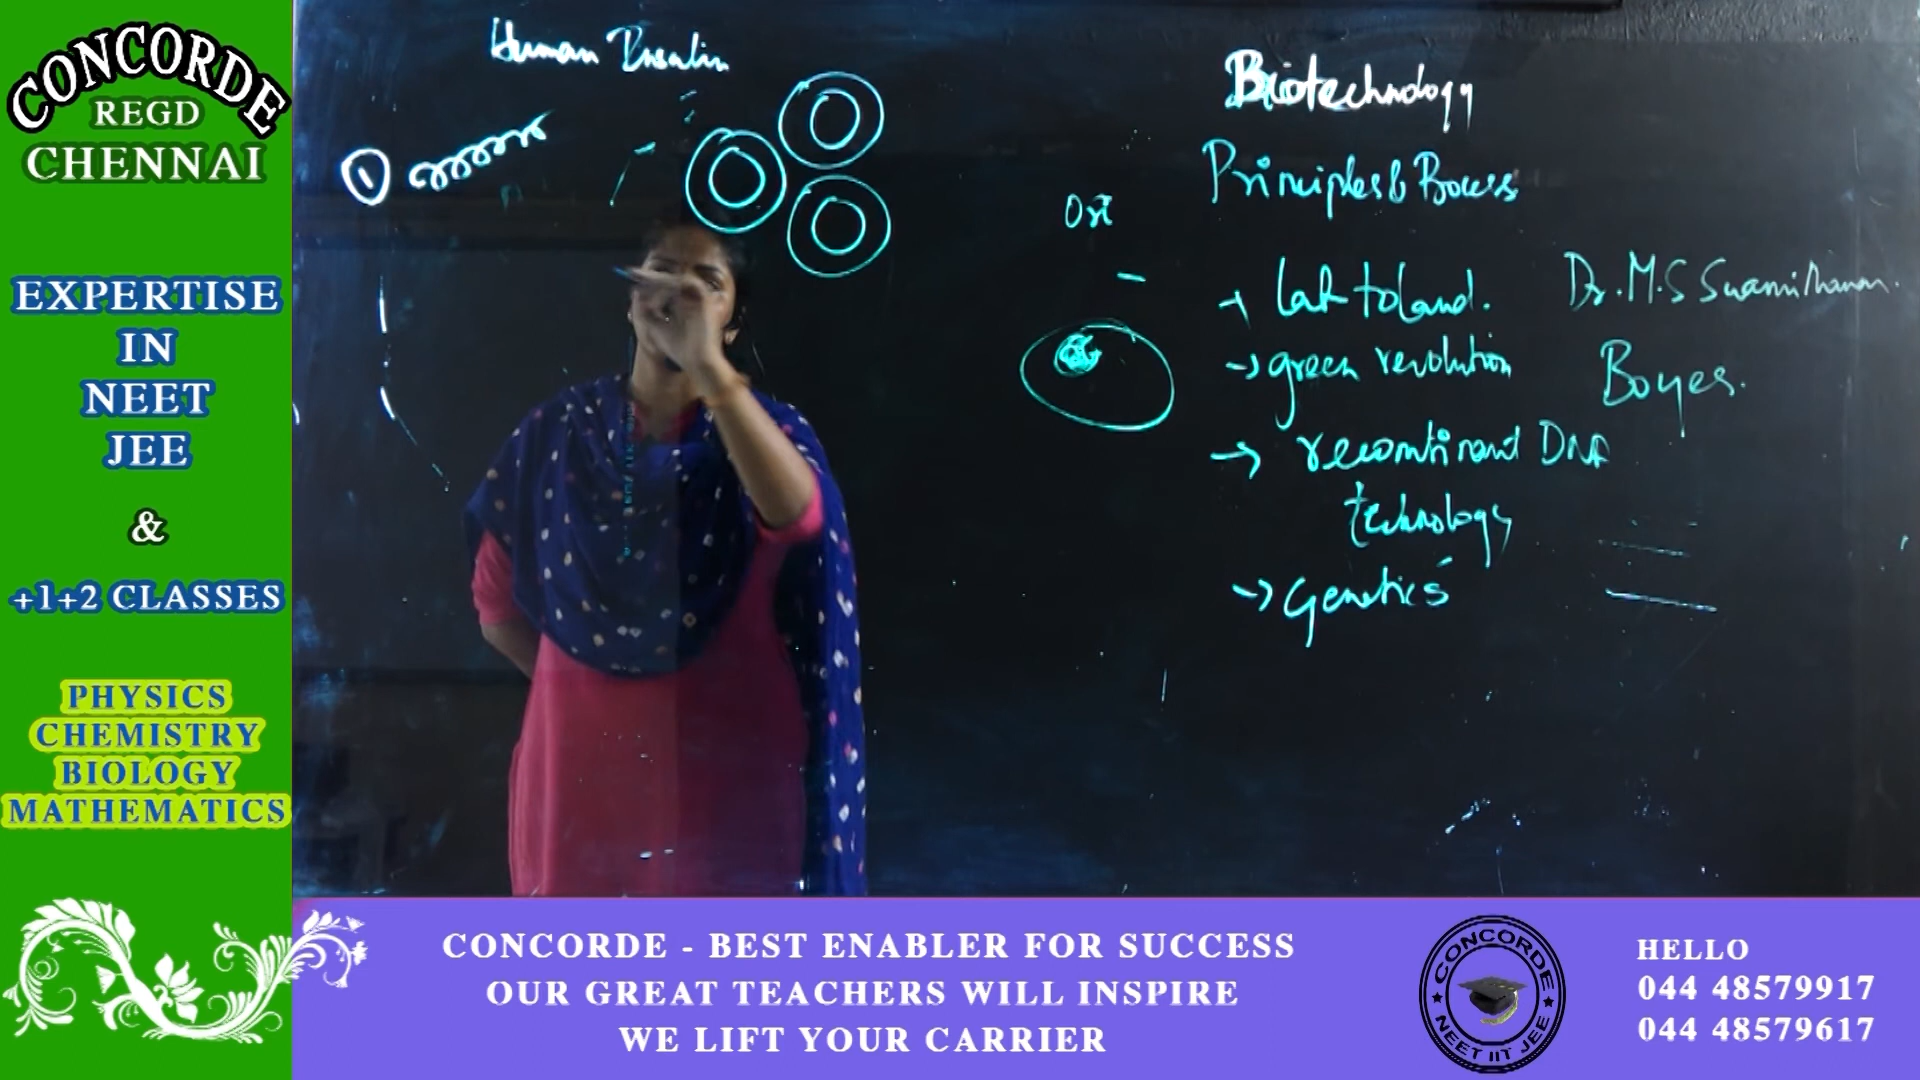 CONCORDE
REGD
CHENNAI
EXPERTISE
IN
NEET
JEE
&
+1+2 CLASSES
PHYSICS
CHEMISTRY
BIOLOGY
MATHEMATICS
Human Insulin
1
Biotechnology
Principles &
Ori
→ Lab to Land.
Dr. M.S Swaminathan.
→ green revolution
Boyer.
→ recombinant DNA
technology
→ Genetics
CONCORDE - BEST ENABLER FOR SUCCESS
OUR GREAT TEACHERS WILL INSPIRE
WE LIFT YOUR CARRIER
CONCORDE
NEET IIT JEE
HELLO
044 48579917
044 48579617